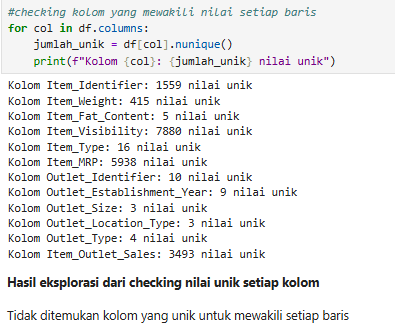 #checking kolom yang mewakili nilai setiap baris
for col in df.columns:
    jumlah_unik = df[col].nunique()
    print(f"Kolom {col}: {jumlah_unik} nilai unik")
Kolom Item_Identifier: 1559 nilai unik
Kolom Item_Weight: 415 nilai unik
Kolom Item_Fat_Content: 5 nilai unik
Kolom Item_Visibility: 7880 nilai unik
Kolom Item_Type: 16 nilai unik
Kolom Item_MRP: 5938 nilai unik
Kolom Outlet_Identifier: 10 nilai unik
Kolom Outlet_Establishment_Year: 9 nilai unik
Kolom Outlet_Size: 3 nilai unik
Kolom Outlet_Location_Type: 3 nilai unik
Kolom Outlet_Type: 4 nilai unik
Kolom Item_Outlet_Sales: 3493 nilai unik
Hasil eksplorasi dari checking nilai unik setiap kolom
Tidak ditemukan kolom yang unik untuk mewakili setiap baris